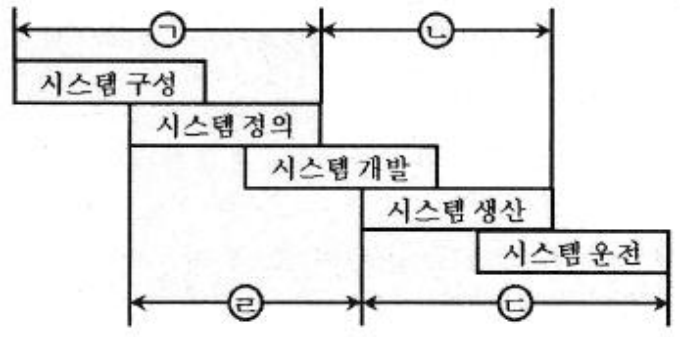 ㉠ ㉡
시스템 구성
시스템 정의
시스템 개발
시스템 생산
시스템 운전
㉣ ㉢